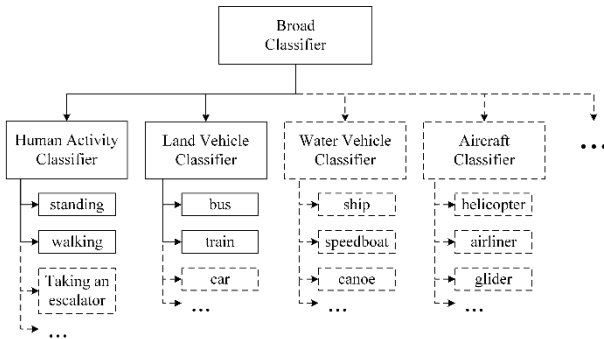 Broad
Classifier
Human Activity
Classifier
Land Vehicle
Classifier
Water Vehicle
Classifier
Aircraft
Classifier
...
standing
bus
ship
helicopter
walking
train
speedboat
airliner
Taking an
escalator
car
canoe
glider
...
...
...
...